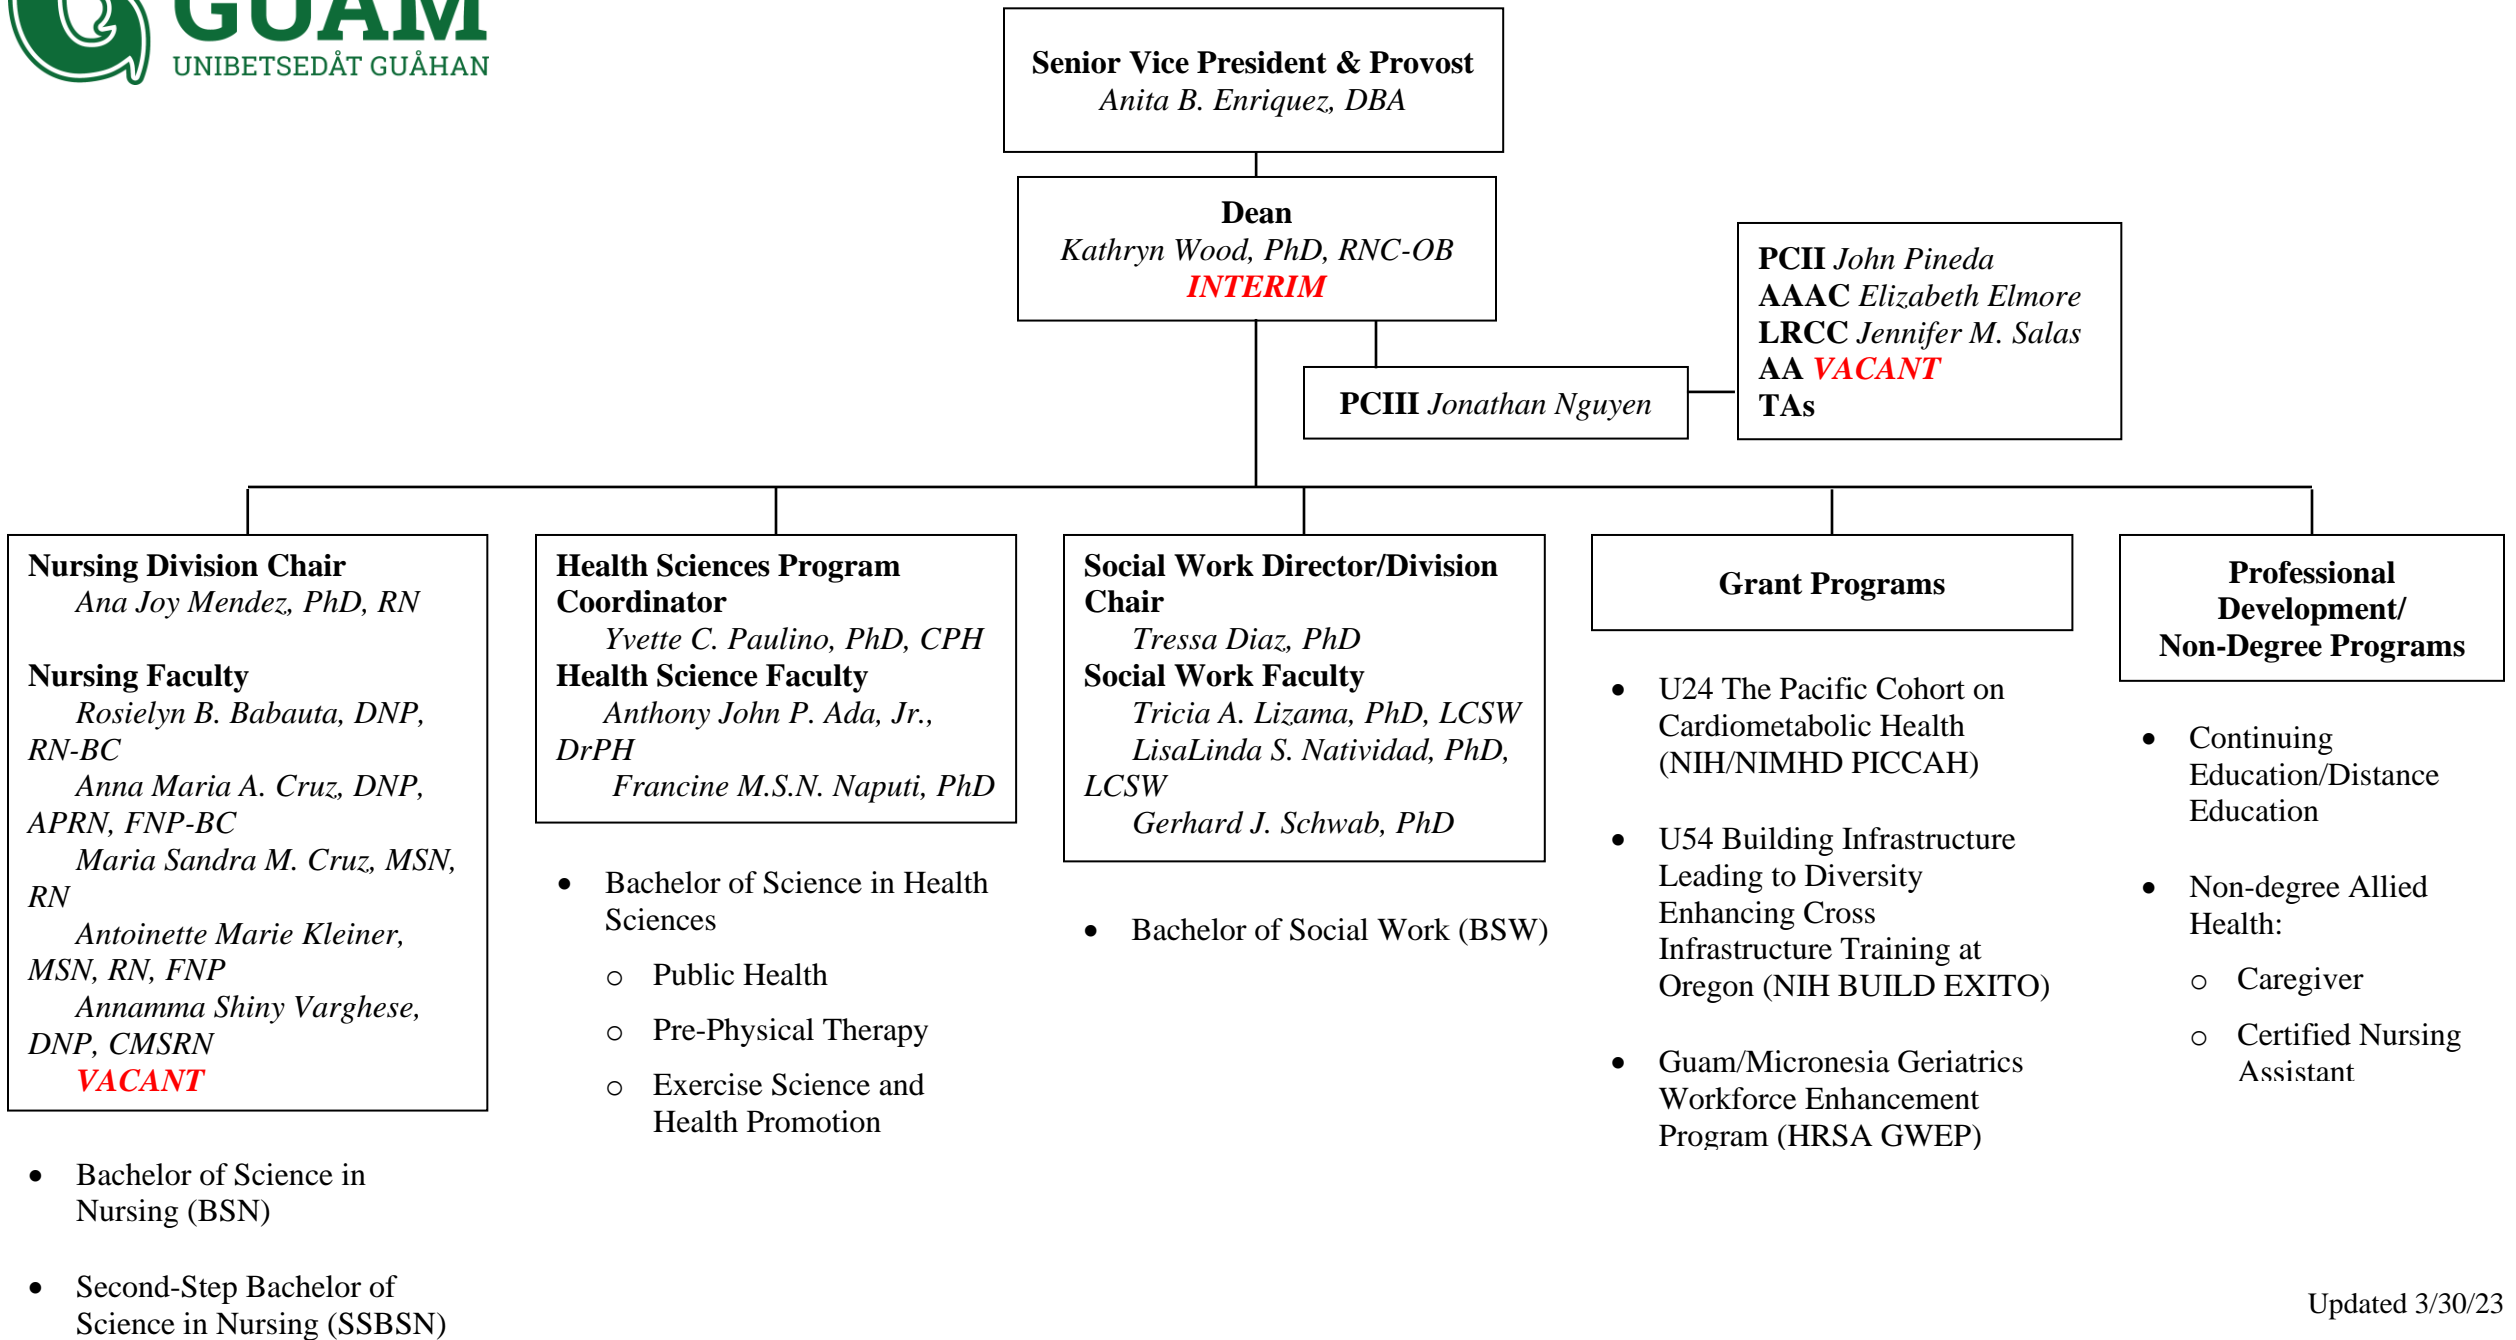 GUAM
UNIBETSEDÅT GUÅHAN
Senior Vice President & Provost
Anita B. Enriquez, DBA
Dean
Kathryn Wood, PhD, RNC-OB
INTERIM
PCIII Jonathan Nguyen
PCII John Pineda
AAAC Elizabeth Elmore
LRCC Jennifer M. Salas
AA VACANT
TAs
Nursing Division Chair
Ana Joy Mendez, PhD, RN
Nursing Faculty
Rosielyn B. Babauta, DNP,
RN-BC
Anna Maria A. Cruz, DNP,
APRN, FNP-BC
Maria Sandra M. Cruz, MSN,
RN
Antoinette Marie Kleiner,
MSN, RN, FNP
Annamma Shiny Varghese,
DNP, CMSRN
VACANT
• Bachelor of Science in
Nursing (BSN)
• Second-Step Bachelor of
Science in Nursing (SSBSN)
Health Sciences Program
Coordinator
Yvette C. Paulino, PhD, CPH
Health Science Faculty
Anthony John P. Ada, Jr.,
DrPH
Francine M.S.N. Naputi, PhD
• Bachelor of Science in Health
Sciences
o Public Health
o Pre-Physical Therapy
o Exercise Science and
Health Promotion
Social Work Director/Division
Chair
Tressa Diaz, PhD
Social Work Faculty
Tricia A. Lizama, PhD, LCSW
LisaLinda S. Natividad, PhD,
LCSW
Gerhard J. Schwab, PhD
• Bachelor of Social Work (BSW)
Grant Programs
• U24 The Pacific Cohort on
Cardiometabolic Health
(NIH/NIMHD PICCAH)
• U54 Building Infrastructure
Leading to Diversity
Enhancing Cross
Infrastructure Training at
Oregon (NIH BUILD EXITO)
• Guam/Micronesia Geriatrics
Workforce Enhancement
Program (HRSA GWEP)
Professional
Development/
Non-Degree Programs
• Continuing
Education/Distance
Education
• Non-degree Allied
Health:
o Caregiver
o Certified Nursing
Assistant
Updated 3/30/23